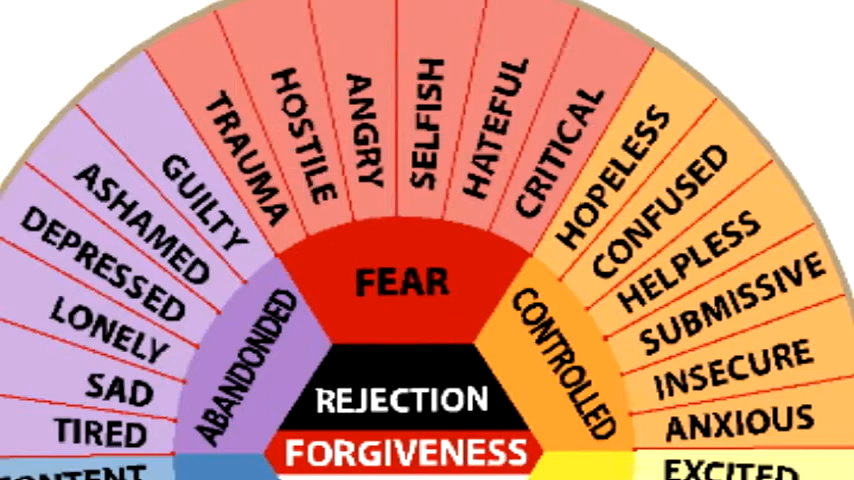 TRAUMA
HOSTILE
ANGRY
SELFISH
HATEFUL
CRITICAL
HOPELESS
CONFUSED
HELPLESS
SUBMISSIVE
INSECURE
ANXIOUS
EXCITED
GUILTY
ASHAMED
DEPRESSED
LONELY
SAD
TIRED
CONTENT
FEAR
ABANDONDED
CONTROLLED
REJECTION
FORGIVENESS